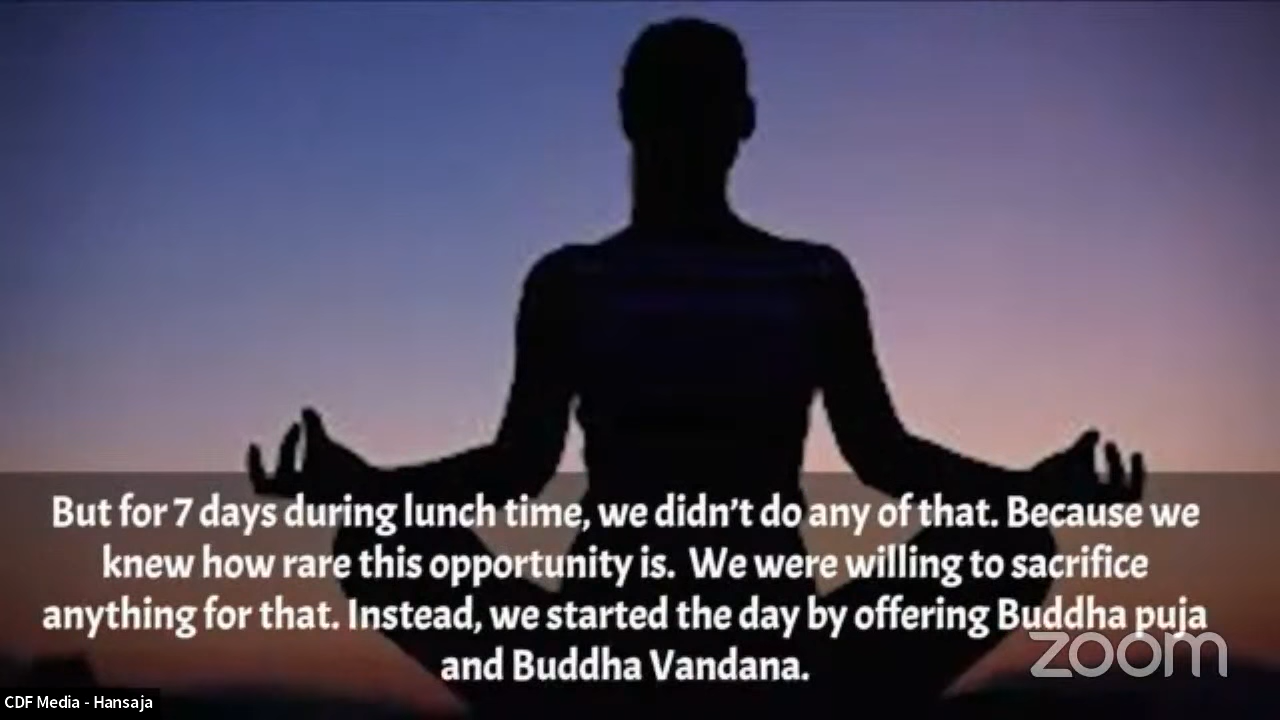 But for 7 days during lunch time, we didn’t do any of that. Because we
knew how rare this opportunity is.  We were willing to sacrifice
anything for that. Instead, we started the day by offering Buddha puja
and Buddha Vandana.
zoom
CDF Media - Hansaja